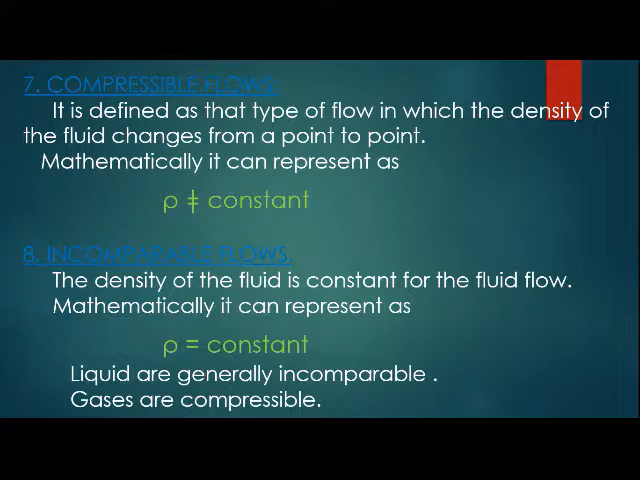 7. COMPRESSIBLE FLOWS:
It is defined as that type of flow in which the density of
the fluid changes from a point to point.
Mathematically it can represent as
ρ ǂ constant
8. INCOMPARABLE FLOWS.
The density of the fluid is constant for the fluid flow.
Mathematically it can represent as
ρ = constant
Liquid are generally incomparable .
Gases are compressible.